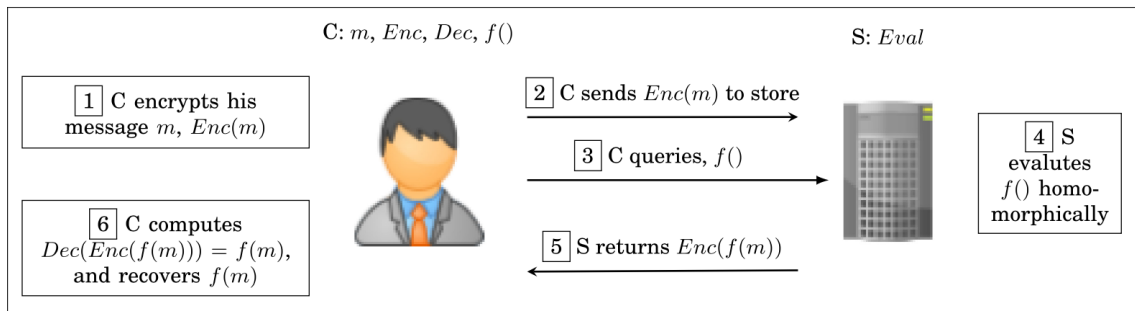 C: m, Enc, Dec, f()
S: Eval
1 C encrypts his
message m, Enc(m)
2 C sends Enc(m) to store
3 C queries, f()
4 S
evalutes
f() homo-
morphically
5 S returns Enc(f(m))
6 C computes
Dec(Enc(f(m))) = f(m),
and recovers f(m)